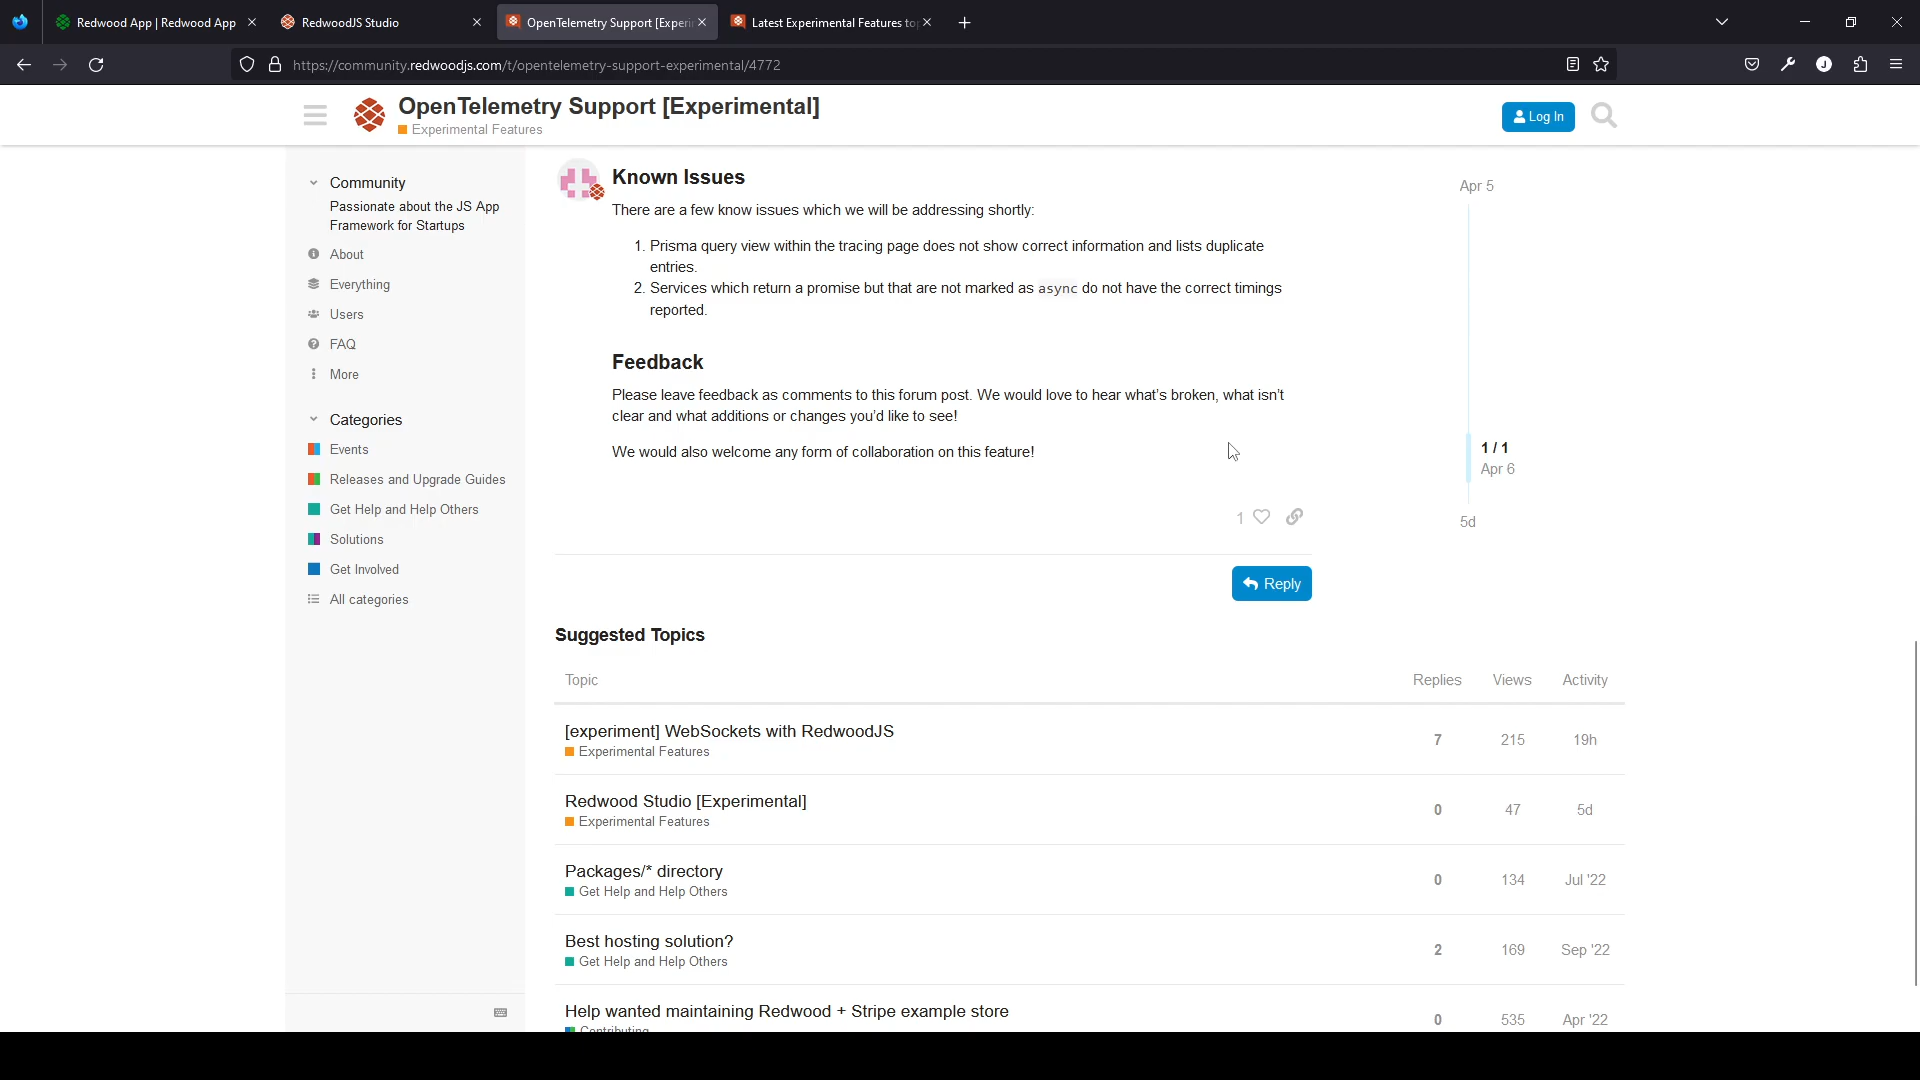 Redwood App | Redwood App
RedwoodJS Studio
OpenTelemetry Support [Experi
Latest Experimental Features to
https://community.redwoodjs.com/t/opentelemetry-support-experimental/4772
J
OpenTelemetry Support [Experimental]
Experimental Features
Log In
Community
Passionate about the JS App
Framework for Startups
About
Everything
Users
FAQ
More
Categories
Events
Releases and Upgrade Guides
Get Help and Help Others
Solutions
Get Involved
All categories
Known Issues
There are a few know issues which we will be addressing shortly:
1. Prisma query view within the tracing page does not show correct information and lists duplicate
entries.
2. Services which return a promise but that are not marked as async do not have the correct timings
reported.
Feedback
Please leave feedback as comments to this forum post. We would love to hear what's broken, what isn't
clear and what additions or changes you'd like to see!
We would also welcome any form of collaboration on this feature!
1
Apr 5
1 / 1
Apr 6
5d
Reply
Suggested Topics
Topic Replies Views Activity
[experiment] WebSockets with RedwoodJS 7 215 19h
Experimental Features
Redwood Studio [Experimental] 0 47 5d
Experimental Features
Packages/* directory 0 134 Jul '22
Get Help and Help Others
Best hosting solution? 2 169 Sep '22
Get Help and Help Others
Help wanted maintaining Redwood + Stripe example store 0 535 Apr '22
Contributing